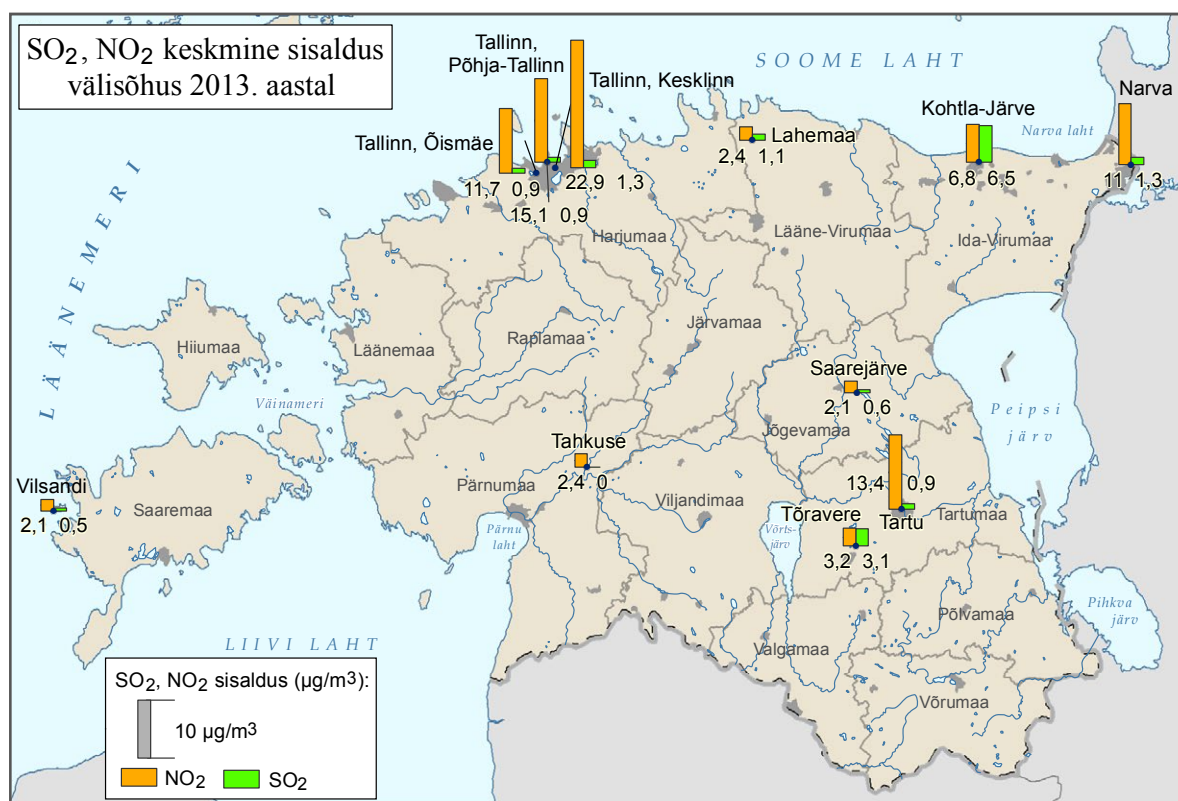 SO₂, NO₂ keskmine sisaldus
välisõhus 2013. aastal
Tallinn,
Põhja-Tallinn
Tallinn, Kesklinn
SOOME LAHT
Narva
Kohtla-Järve
Narva laht
Tallinn, Õismäe
Lahemaa
2,4 1,1
6,8 6,5
11 1,3
11,7 0,9
22,9 1,3
15,1 0,9
Harjumaa
Lääne-Virumaa
Ida-Virumaa
LÄÄNEMERI
Hiiumaa
Läänemaa
Raplamaa
Järvamaa
Väinameri
Saarejärve
2,1 0,6
Jõgevamaa
Peipsi
järv
Tahkuse
2,4 0
Pärnumaa
Viljandimaa
13,4 0,9
Tartu
Tartumaa
Vilsandi
2,1 0,5
Saaremaa
Pärnu
laht
Võrts-
järv
Tõravere
3,2 3,1
Põlvamaa
Pihkva
järv
LIIVI LAHT
Valgamaa
Võrumaa
SO₂, NO₂ sisaldus (µg/m³):
10 µg/m³
NO₂ SO₂